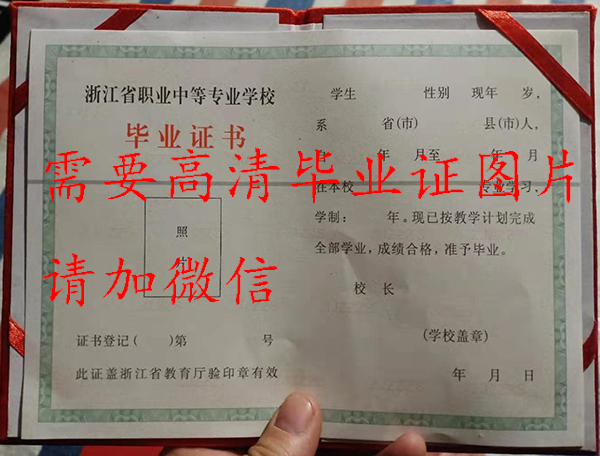 浙江省职业中等专业学校
毕业证书
照
证书登记( )第 号
此证盖浙江省教育厅验印章有效
学生 性别 现年 岁,
系 省(市) 县(市)人,
年 月至 年 月
在本校 专业学习,
学制: 年。现已按教学计划完成
全部学业,成绩合格,准予毕业。
校 长
(学校盖章)
年 月 日
需要高清毕业证图片
请加微信